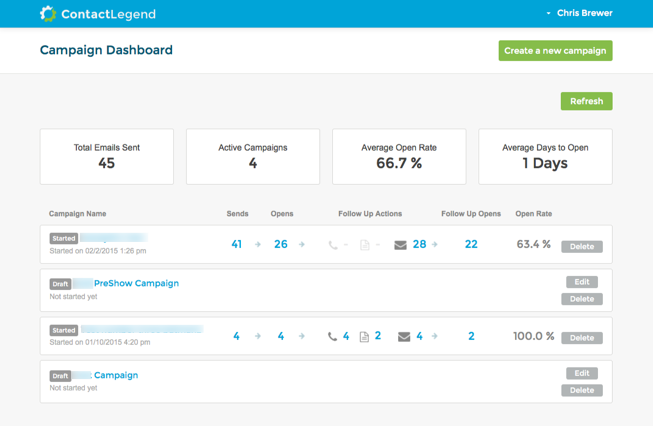 ContactLegend
Chris Brewer
Campaign Dashboard
Create a new campaign
Refresh
Total Emails Sent
45
Active Campaigns
4
Average Open Rate
66.7 %
Average Days to Open
1 Days
Campaign Name Sends Opens Follow Up Actions Follow Up Opens Open Rate
Started
Started on 02/2/2015 1:26 pm
41 26 - - 28 22 63.4 % Delete
Draft PreShow Campaign
Not started yet
Edit
Delete
Started
Started on 01/10/2015 4:20 pm
4 4 4 2 4 2 100.0 % Delete
Draft Campaign
Not started yet
Edit
Delete